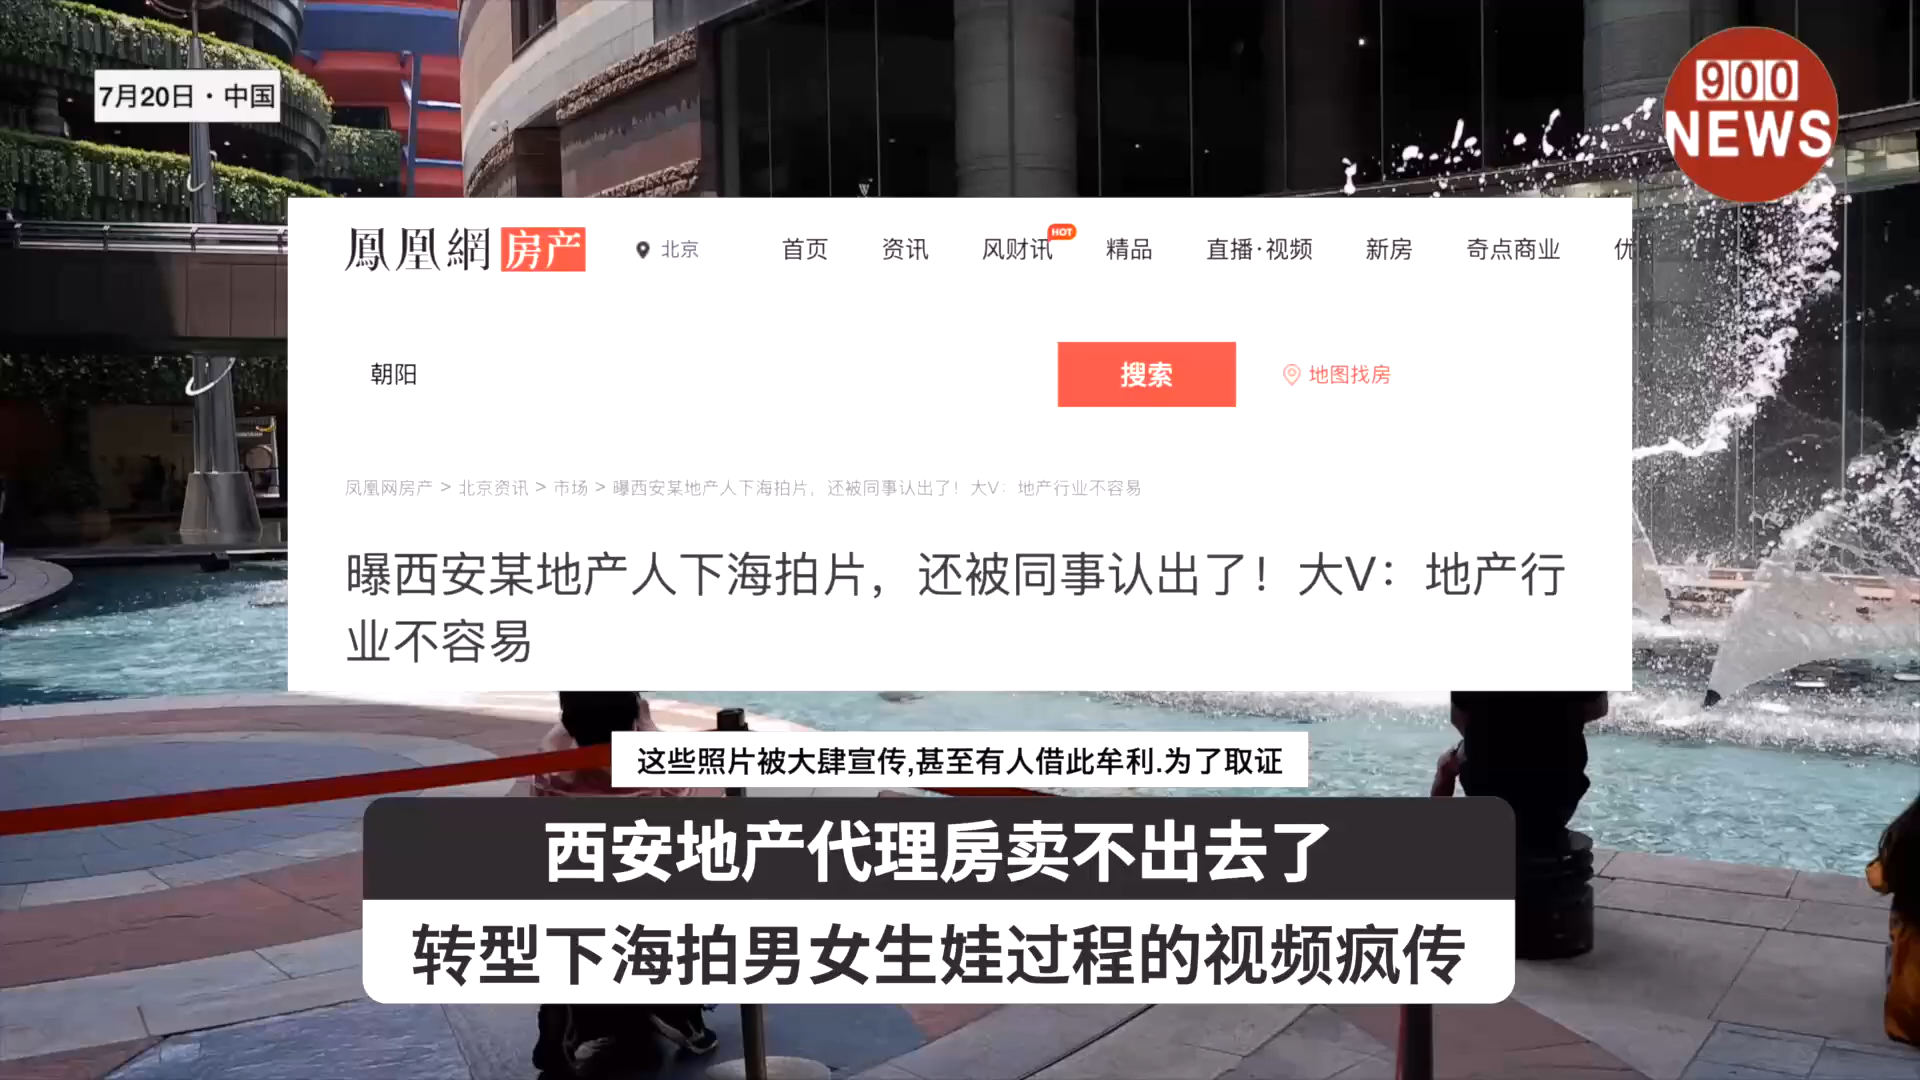 7月20日·中国
900
NEWS
鳳凰網房产
北京
首页
资讯
风财讯
HOT
精品
直播·视频
新房
奇点商业
优
朝阳
搜索
地图找房
凤凰网房产 > 北京资讯 > 市场 > 曝西安某地产人下海拍片，还被同事认出了！大V：地产行业不容易
曝西安某地产人下海拍片，还被同事认出了！大V：地产行
业不容易
这些照片被大肆宣传,甚至有人借此牟利.为了取证
西安地产代理房卖不出去了
转型下海拍男女生娃过程的视频疯传